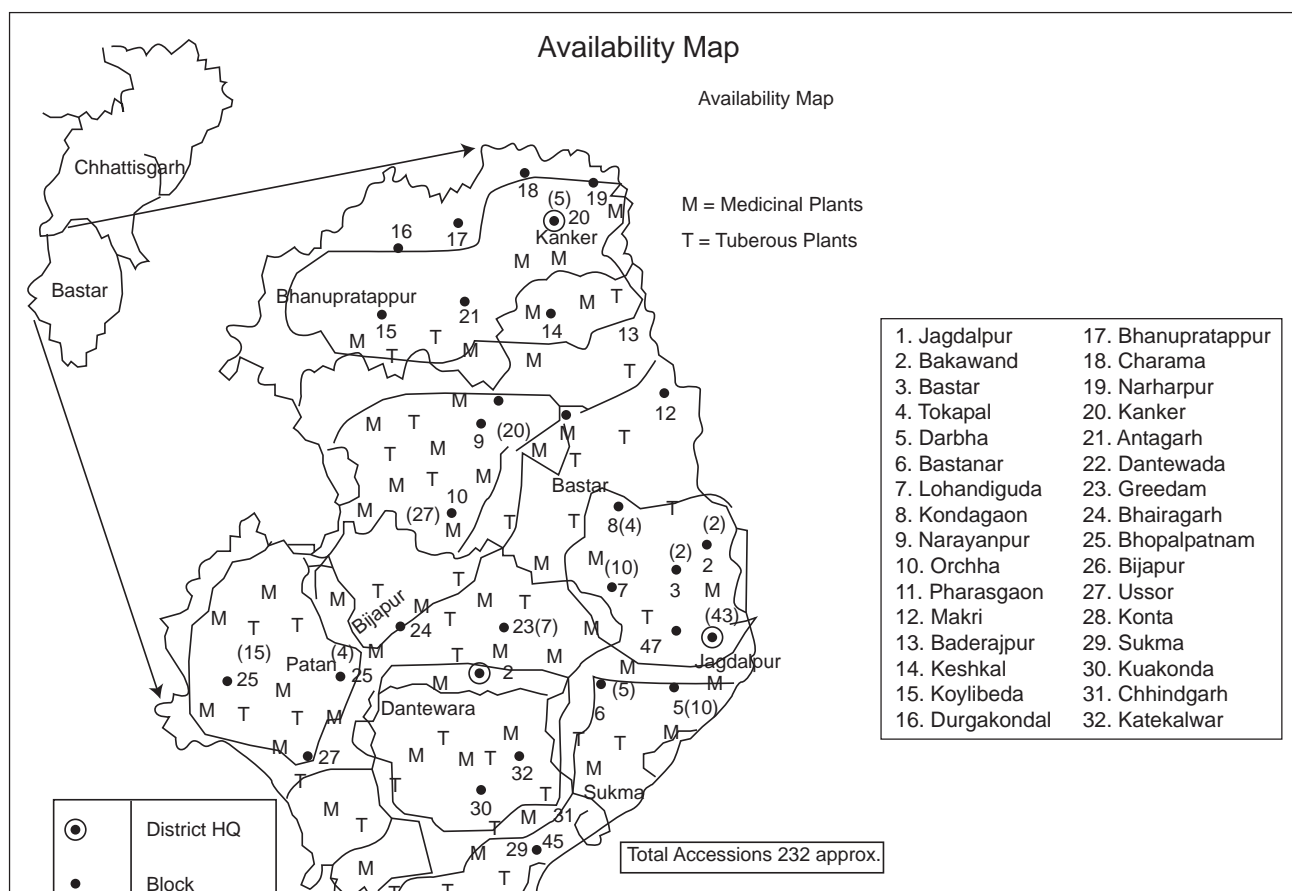 Availability Map
Availability Map
Chhattisgarh
Bastar
M = Medicinal Plants
T = Tuberous Plants
18
19
(5)
20
Kanker
M
16
17
M M
Bhanupratappur
15
21
M
14
M
T
13
M
T
T
M
M
T
12
M
9
(20)
M
T
M
T
M
M
T
M
T
M
T
Bastar
10
(27)
M
M
T
T
8(4)
T
(2)
2
(2)
3
M
(10)
7
M
M
T
47
(43)
Jagdalpur
T
T
M
M
Bijapur
24
T
M
T
23(7)
M
M
M
T
M
M
M
T
T
(15)
25
Patan
(4)
25
M
M
T
T
M
M
27
M
T
2
M
Dantewara
M
T
M
M
T
32
30
T
T
M
31
M
(5)
6
5(10)
M
M
T
T
M
Sukma
T
T
M
T
M
M
29
45
T
T
T
1. Jagdalpur
2. Bakawand
3. Bastar
4. Tokapal
5. Darbha
6. Bastanar
7. Lohandiguda
8. Kondagaon
9. Narayanpur
10. Orchha
11. Pharasgaon
12. Makri
13. Baderajpur
14. Keshkal
15. Koylibeda
16. Durgakondal
17. Bhanupratappur
18. Charama
19. Narharpur
20. Kanker
21. Antagarh
22. Dantewada
23. Greedam
24. Bhairagarh
25. Bhopalpatnam
26. Bijapur
27. Ussor
28. Konta
29. Sukma
30. Kuakonda
31. Chhindgarh
32. Katekalwar
District HQ
Block
Total Accessions 232 approx.